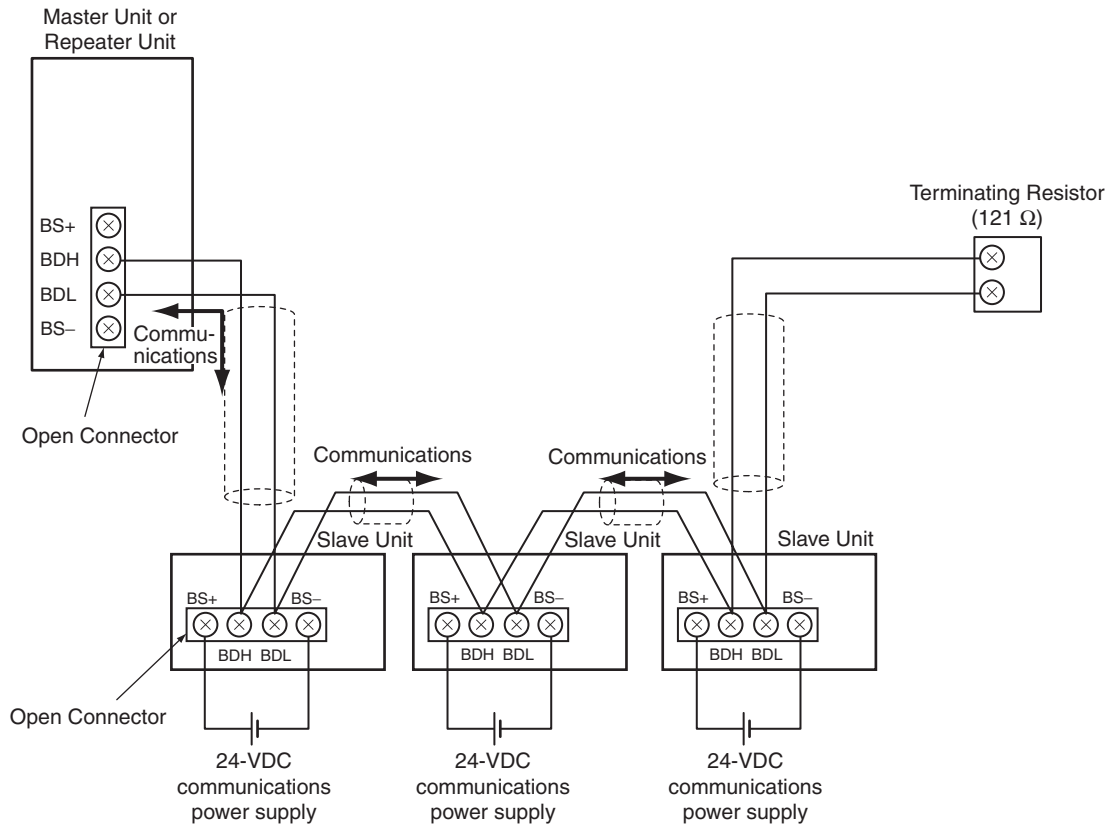 Master Unit or
Repeater Unit
BS+
BDH
BDL
BS–
Commu-
nications
Open Connector
Terminating Resistor
(121 Ω)
Communications
Communications
Slave Unit
Slave Unit
Slave Unit
BS+
BS–
BDH BDL
BS+
BS–
BDH BDL
BS+
BS–
BDH BDL
Open Connector
24-VDC
communications
power supply
24-VDC
communications
power supply
24-VDC
communications
power supply